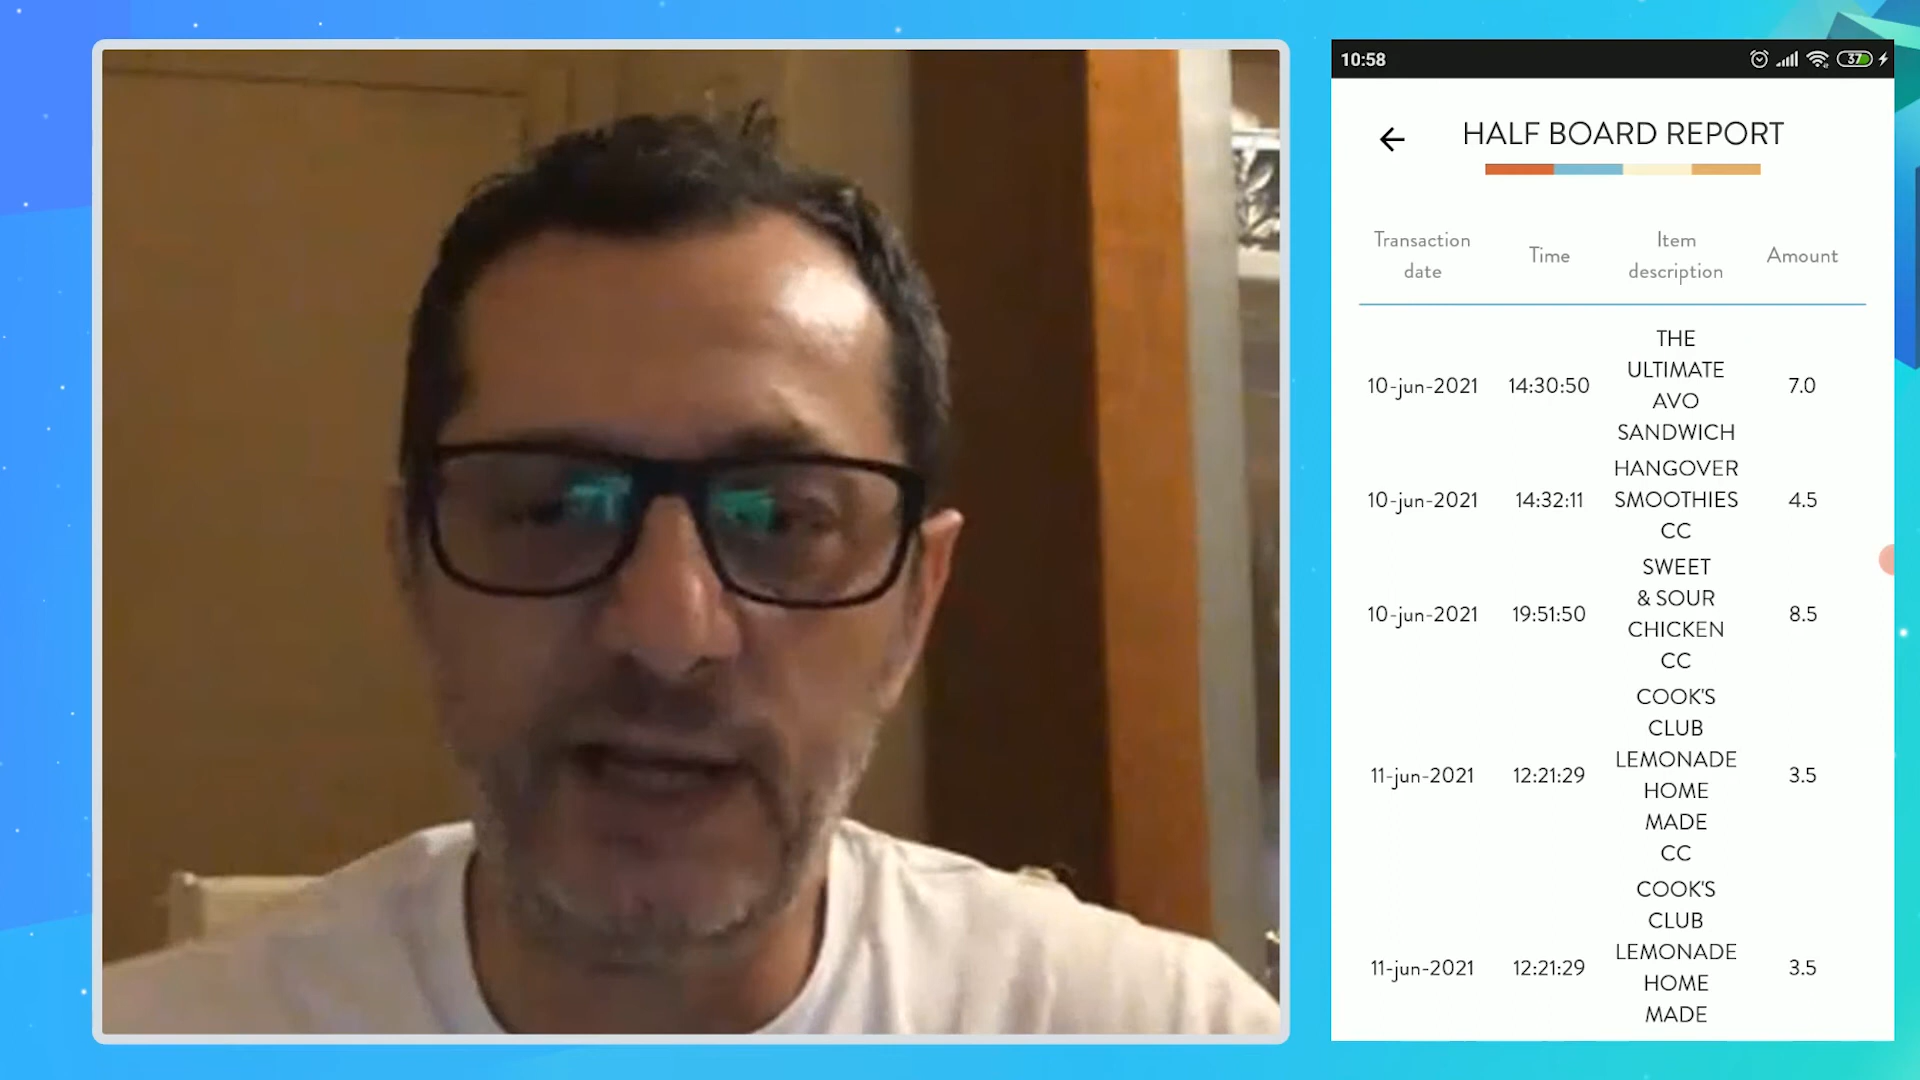 10:58
37
HALF BOARD REPORT
Transaction
date
Time
Item
description
Amount
10-jun-2021
14:30:50
THE
ULTIMATE
AVO
SANDWICH
7.0
10-jun-2021
14:32:11
HANGOVER
SMOOTHIES
CC
4.5
10-jun-2021
19:51:50
SWEET
& SOUR
CHICKEN
CC
8.5
11-jun-2021
12:21:29
COOK'S
CLUB
LEMONADE
HOME
MADE
CC
3.5
11-jun-2021
12:21:29
COOK'S
CLUB
LEMONADE
HOME
MADE
3.5